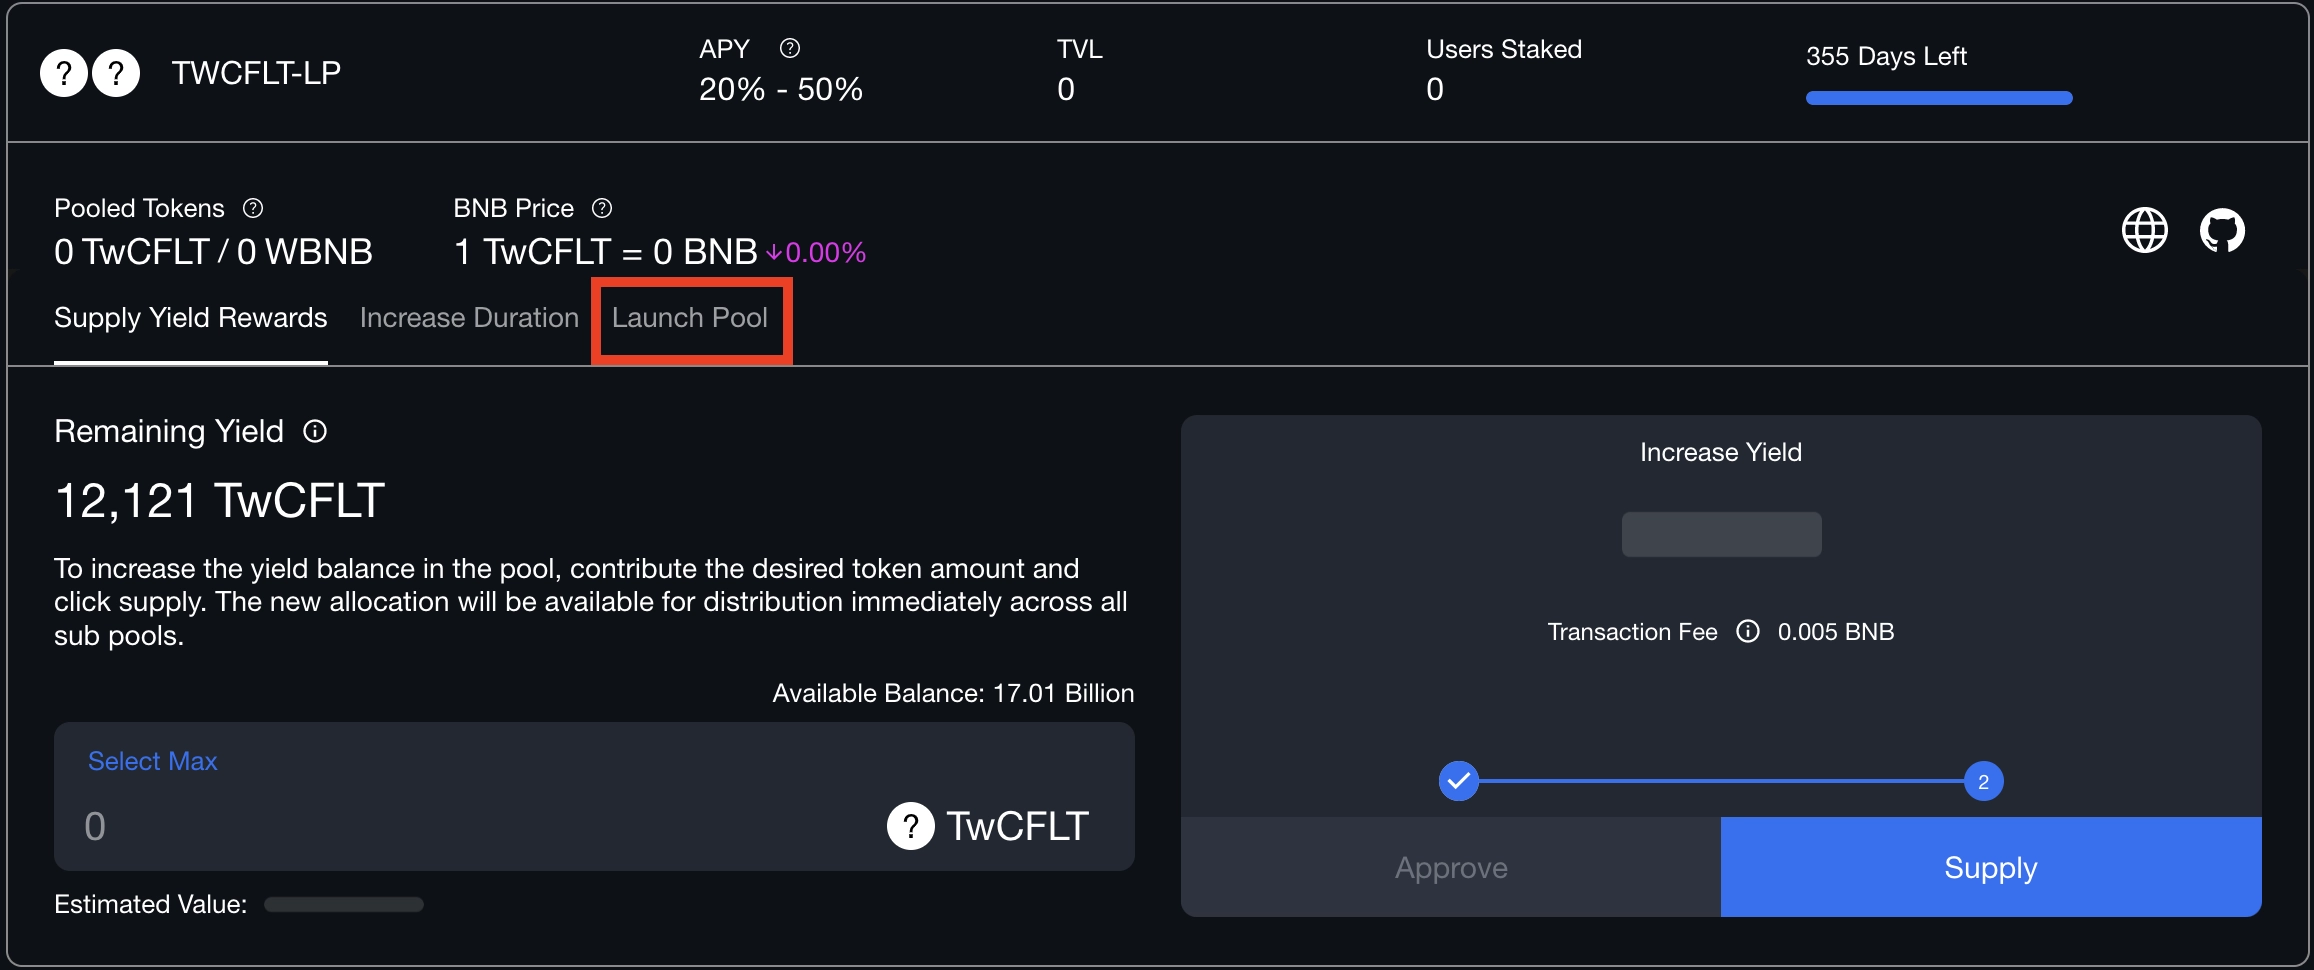 ? ? TWCFLT-LP
APY ?
20% - 50%
TVL
0
Users Staked
0
355 Days Left
Pooled Tokens ?
0 TwCFLT / 0 WBNB
BNB Price ?
1 TwCFLT = 0 BNB ↓0.00%
Supply Yield Rewards Increase Duration Launch Pool
Remaining Yield i
12,121 TwCFLT
To increase the yield balance in the pool, contribute the desired token amount and
click supply. The new allocation will be available for distribution immediately across all
sub pools.
Available Balance: 17.01 Billion
Select Max
0 ? TwCFLT
Estimated Value:
Increase Yield
Transaction Fee i 0.005 BNB
2
Approve Supply